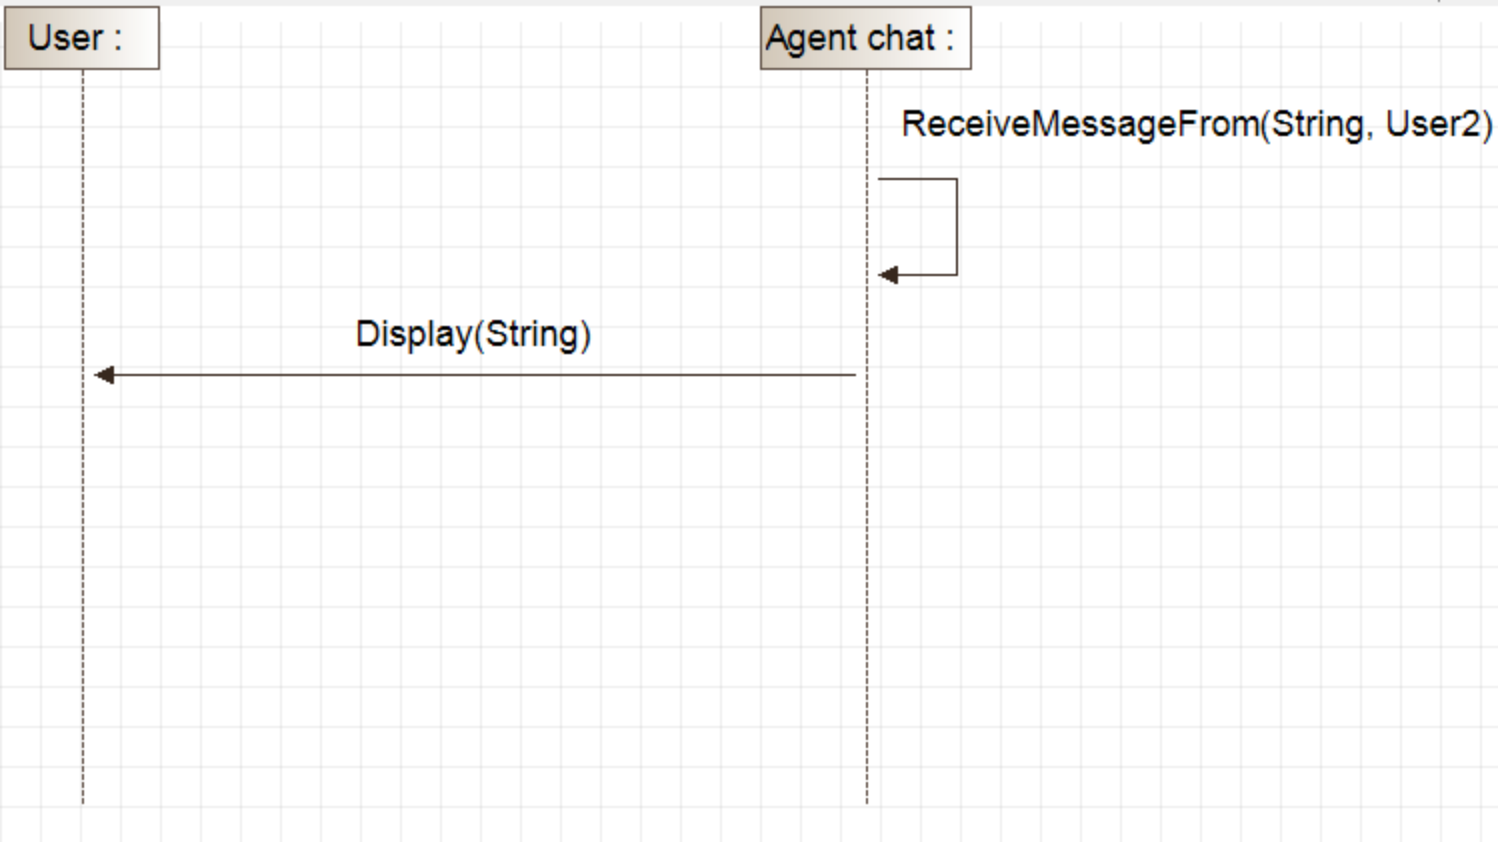 User :
Agent chat :
ReceiveMessageFrom(String, User2)
Display(String)